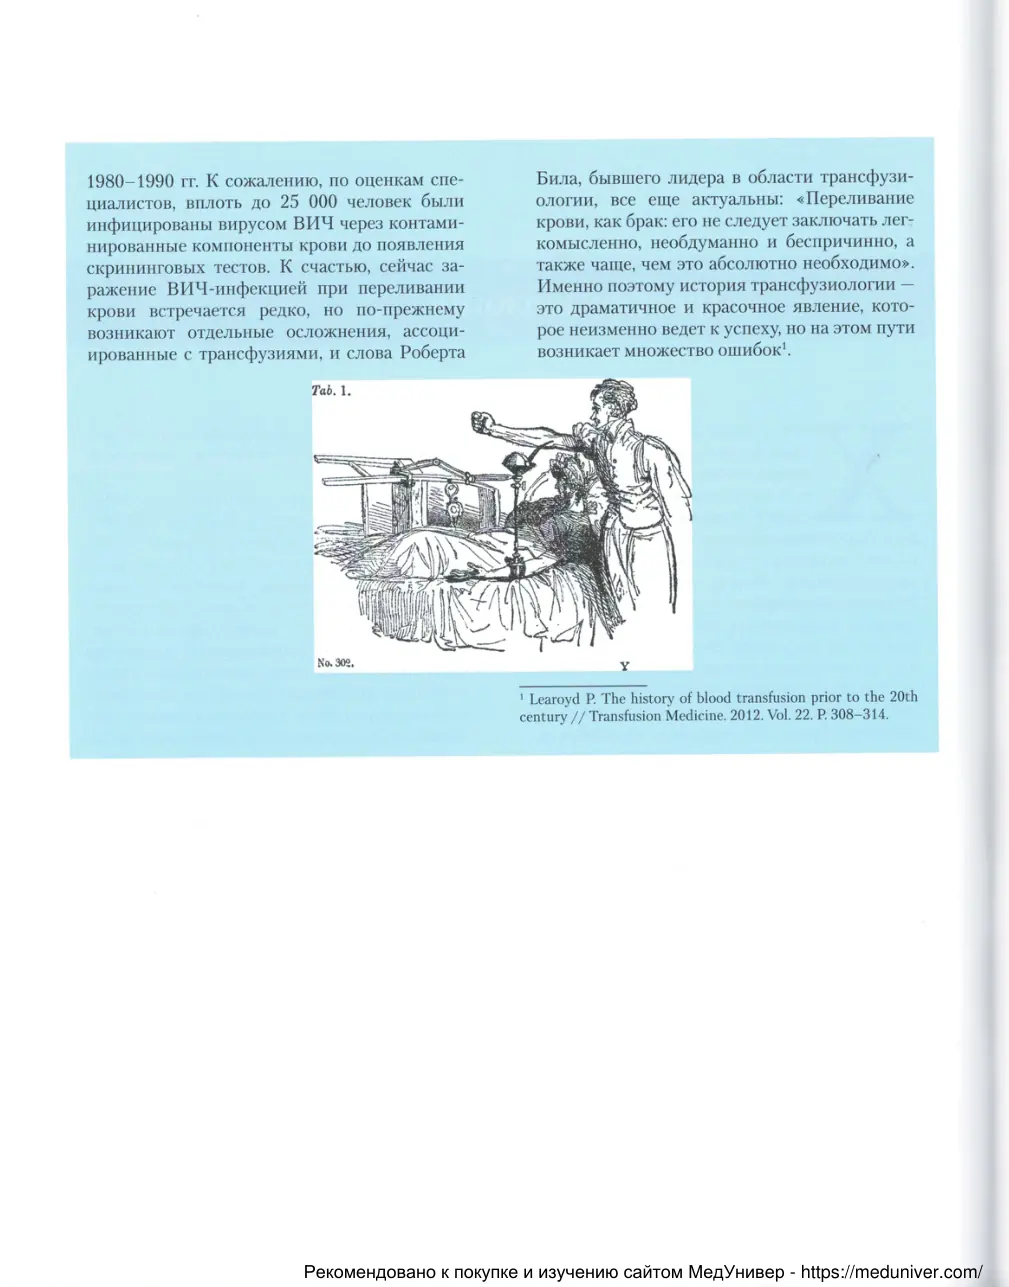 1980–1990 гг. К сожалению, по оценкам спе-
циалистов, вплоть до 25 000 человек были
инфицированы вирусом ВИЧ через контами-
нированные компоненты крови до появления
скрининговых тестов. К счастью, сейчас за-
ражение ВИЧ-инфекцией при переливании
крови встречается редко, но по-прежнему
возникают отдельные осложнения, ассоци-
ированные с трансфузиями, и слова Роберта
Била, бывшего лидера в области трансфузи-
ологии, все еще актуальны: «Переливание
крови, как брак: его не следует заключать лег-
комысленно, необдуманно и беспричинно, а
также чаще, чем это абсолютно необходимо».
Именно поэтому история трансфузиологии —
это драматичное и красочное явление, кото-
рое неизменно ведет к успеху, но на этом пути
возникает множество ошибок¹.
Tab. 1.
No. 302.
Y
¹ Learoyd P. The history of blood transfusion prior to the 20th
century // Transfusion Medicine. 2012. Vol. 22. P. 308–314.
Рекомендовано к покупке и изучению сайтом МедУнивер - https://meduniver.com/